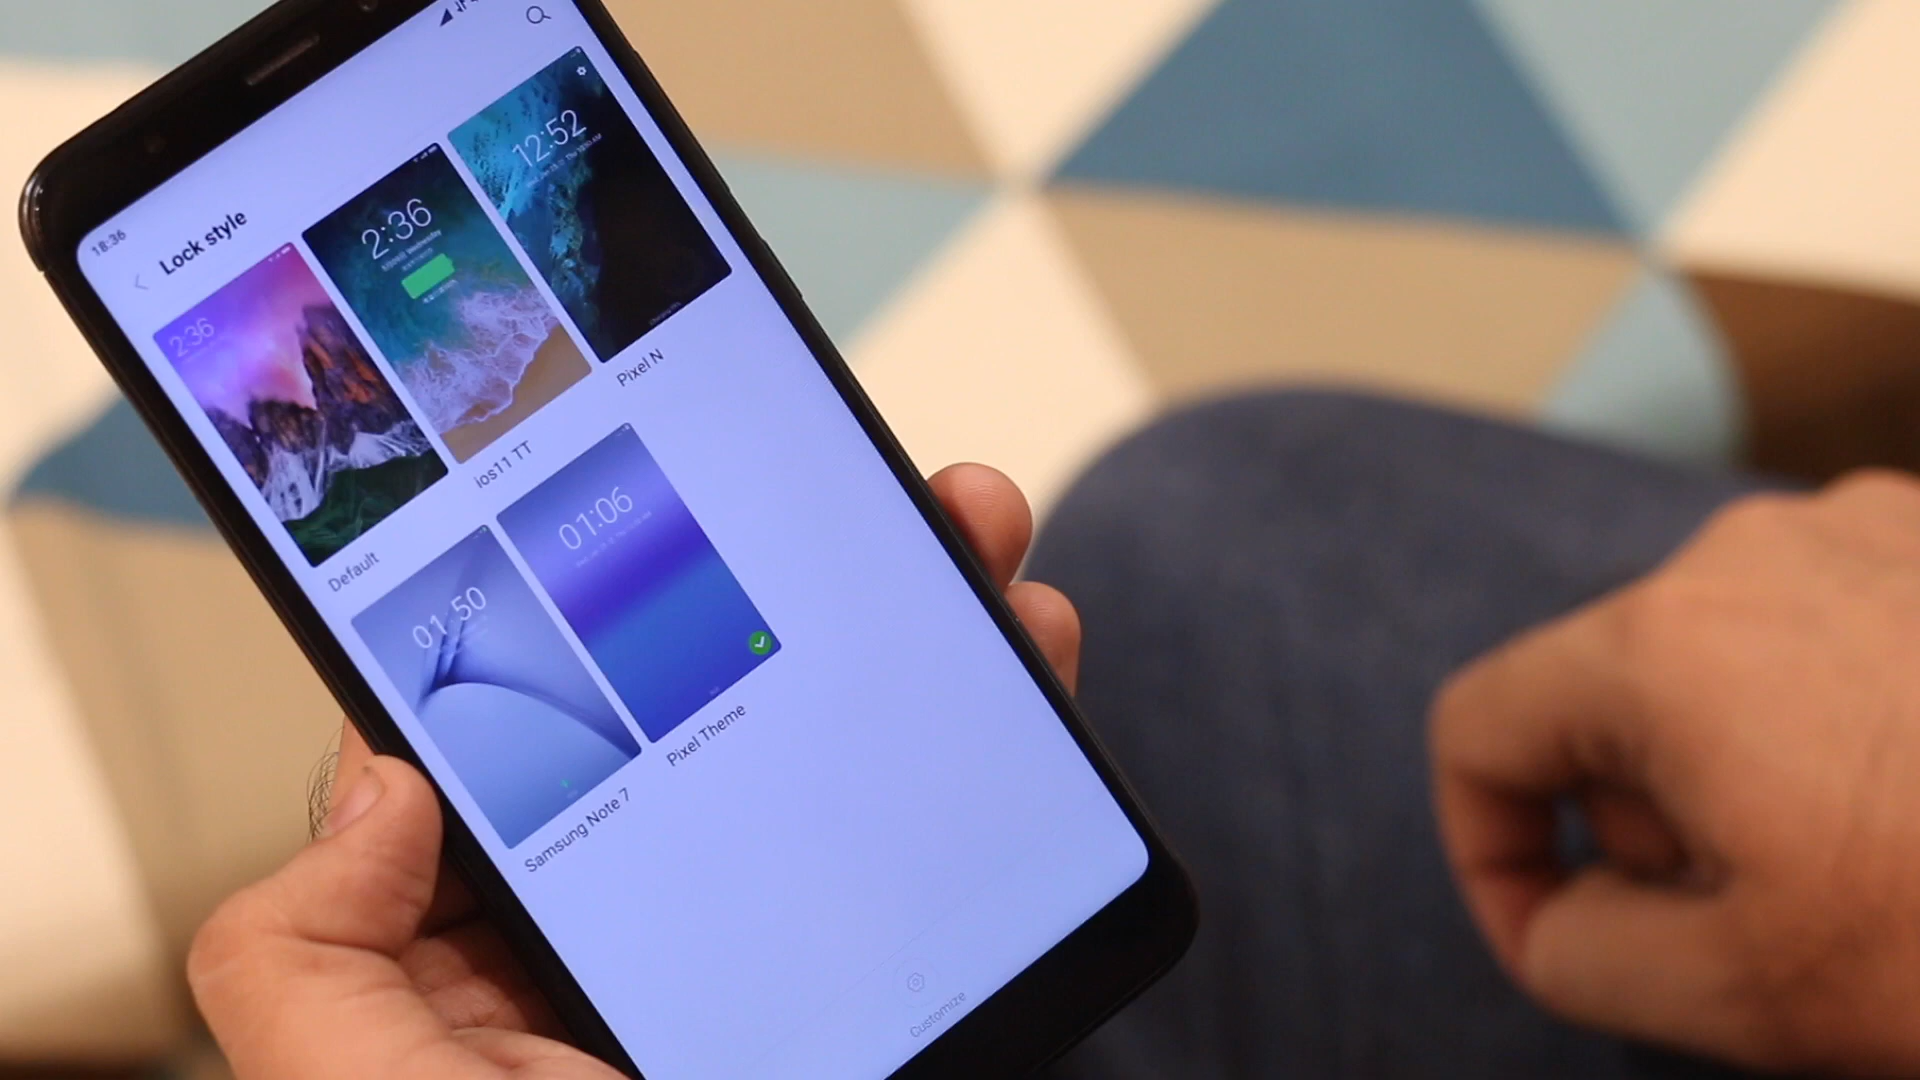 18:36
Lock style
2:36
2:36
Wednesday
12:52
Default
ios11 TT
Pixel N
01:50
01:06
Samsung Note 7
Pixel Theme
Customize